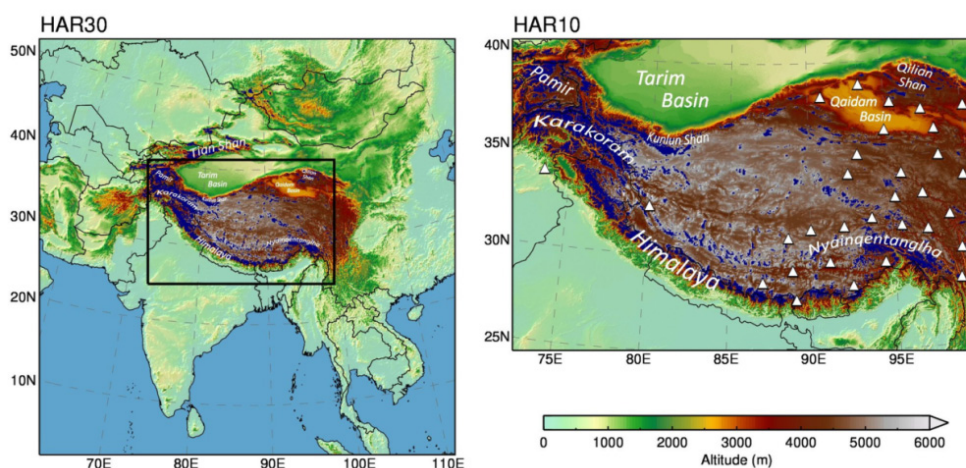 HAR30
50N
40N
30N
20N
10N
70E 80E 90E 100E 110E
Tian Shan
Pamir
Tarim
Basin
Qaidam
Basin
Karakoram
Himalaya
HAR10
40N
35N
30N
25N
75E 80E 85E 90E 95E
Pamir
Tarim
Basin
Qilian
Shan
Qaidam
Basin
Karakoram
Kunlun Shan
Himalaya
Nyainqentanglha
0 1000 2000 3000 4000 5000 6000
Altitude (m)